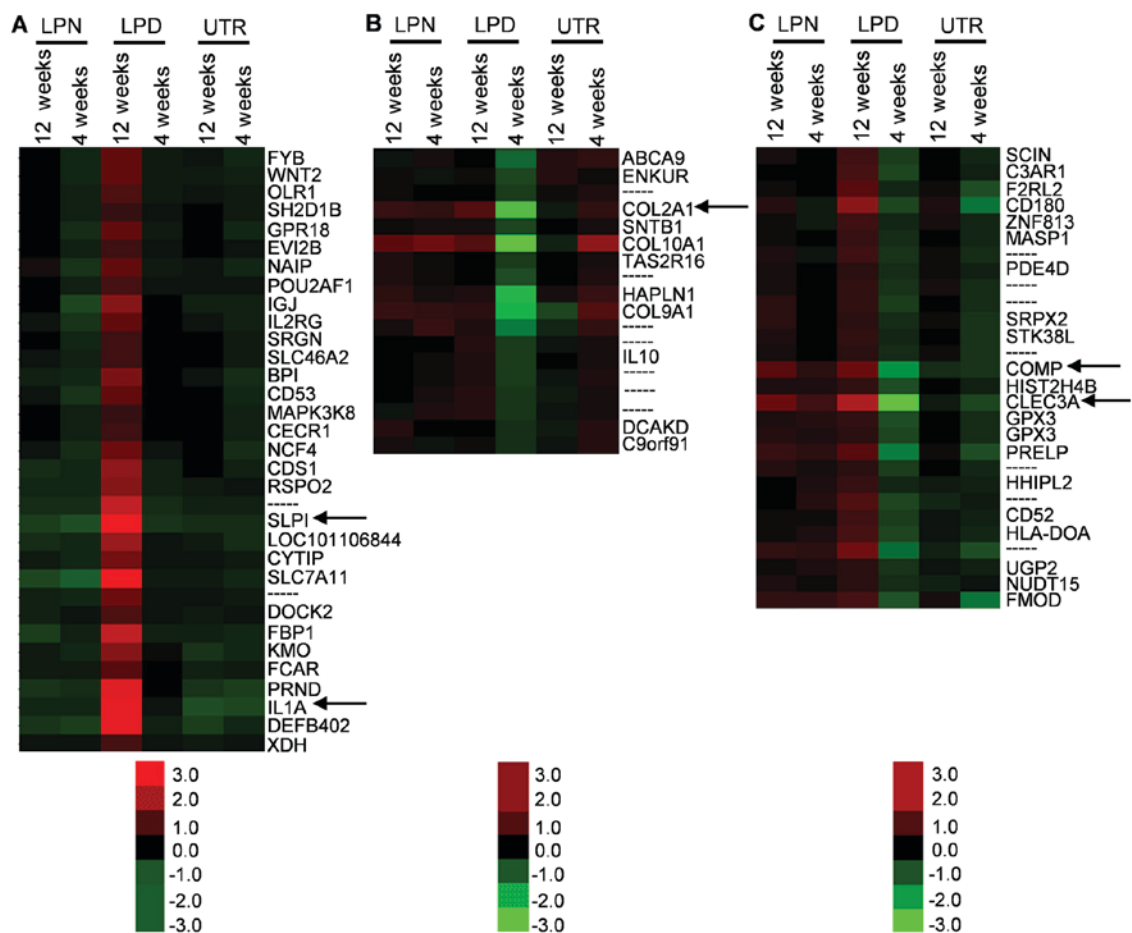 A
LPN LPD UTR
12 weeks 4 weeks 12 weeks 4 weeks 12 weeks 4 weeks
FYB
WNT2
OLR1
SH2D1B
GPR18
EVI2B
NAIP
POU2AF1
IGJ
IL2RG
SRGN
SLC46A2
BPI
CD53
MAPK3K8
CECR1
NCF4
CDS1
RSPO2
-----
SLPI
LOC101106844
CYTIP
SLC7A11
-----
DOCK2
FBP1
KMO
FCAR
PRND
IL1A
DEFB402
XDH
3.0
2.0
1.0
0.0
-1.0
-2.0
-3.0
B
LPN LPD UTR
12 weeks 4 weeks 12 weeks 4 weeks 12 weeks 4 weeks
ABCA9
ENKUR
-----
COL2A1
SNTB1
COL10A1
TAS2R16
-----
HAPLN1
COL9A1
-----
-----
IL10
-----
-----
-----
DCAKD
C9orf91
3.0
2.0
1.0
0.0
-1.0
-2.0
-3.0
C
LPN LPD UTR
12 weeks 4 weeks 12 weeks 4 weeks 12 weeks 4 weeks
SCIN
C3AR1
F2RL2
CD180
ZNF813
MASP1
-----
PDE4D
-----
-----
SRPX2
STK38L
-----
COMP
HIST2H4B
CLEC3A
GPX3
GPX3
PRELP
-----
HHIPL2
-----
CD52
HLA-DOA
-----
UGP2
NUDT15
FMOD
3.0
2.0
1.0
0.0
-1.0
-2.0
-3.0